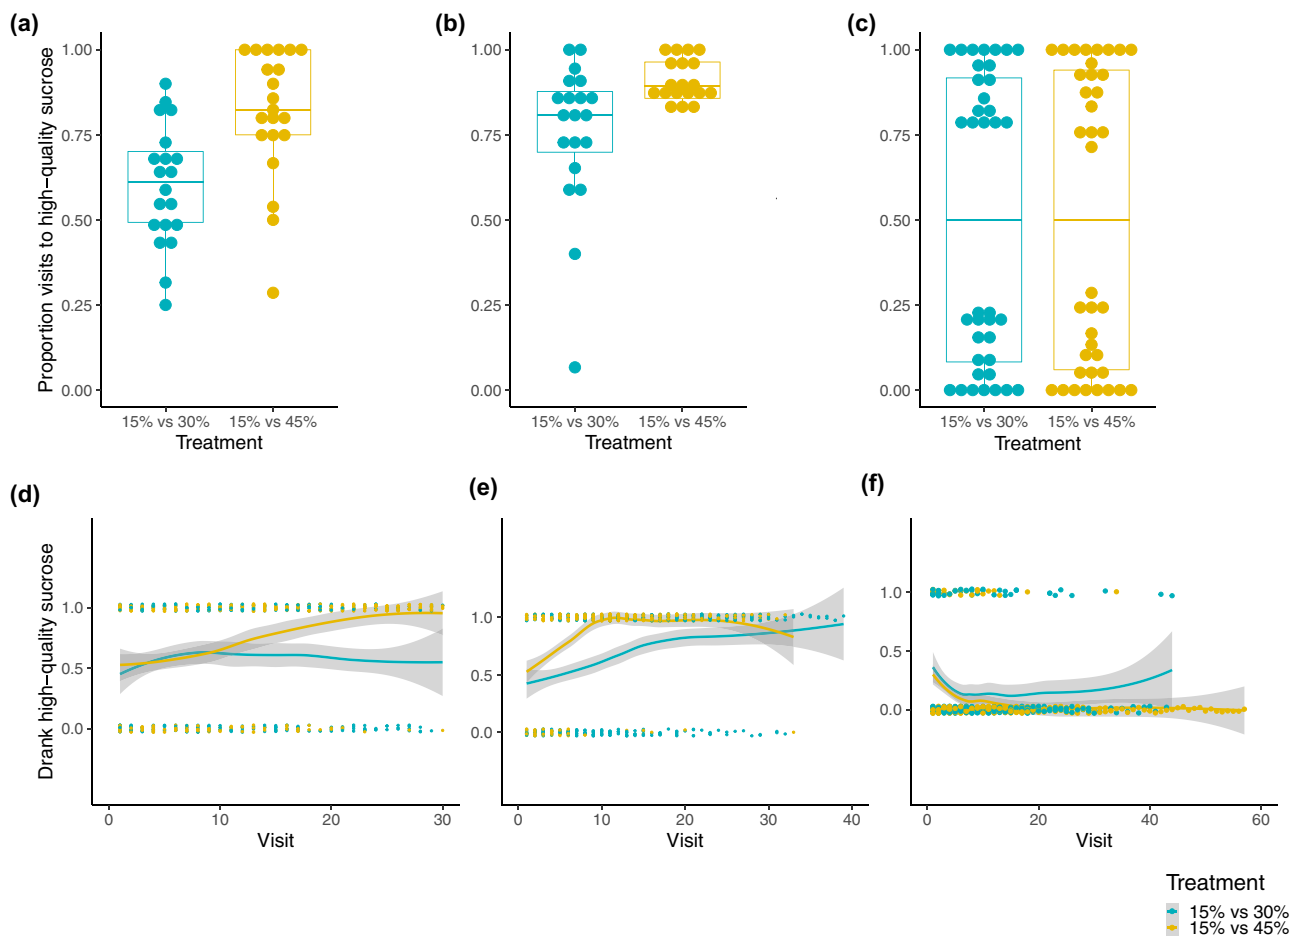 (a)
(b)
(c)
Proportion visits to high−quality sucrose
1.00
0.75
0.50
0.25
0.00
15% vs 30%
15% vs 45%
Treatment
1.00
0.75
0.50
0.25
0.00
15% vs 30%
15% vs 45%
Treatment
1.00
0.75
0.50
0.25
0.00
15% vs 30%
15% vs 45%
Treatment
(d)
(e)
(f)
Drank high−quality sucrose
1.0
0.5
0.0
0
10
20
30
Visit
1.0
0.5
0.0
0
10
20
30
40
Visit
1.0
0.5
0.0
0
20
40
60
Visit
Treatment
15% vs 30%
15% vs 45%